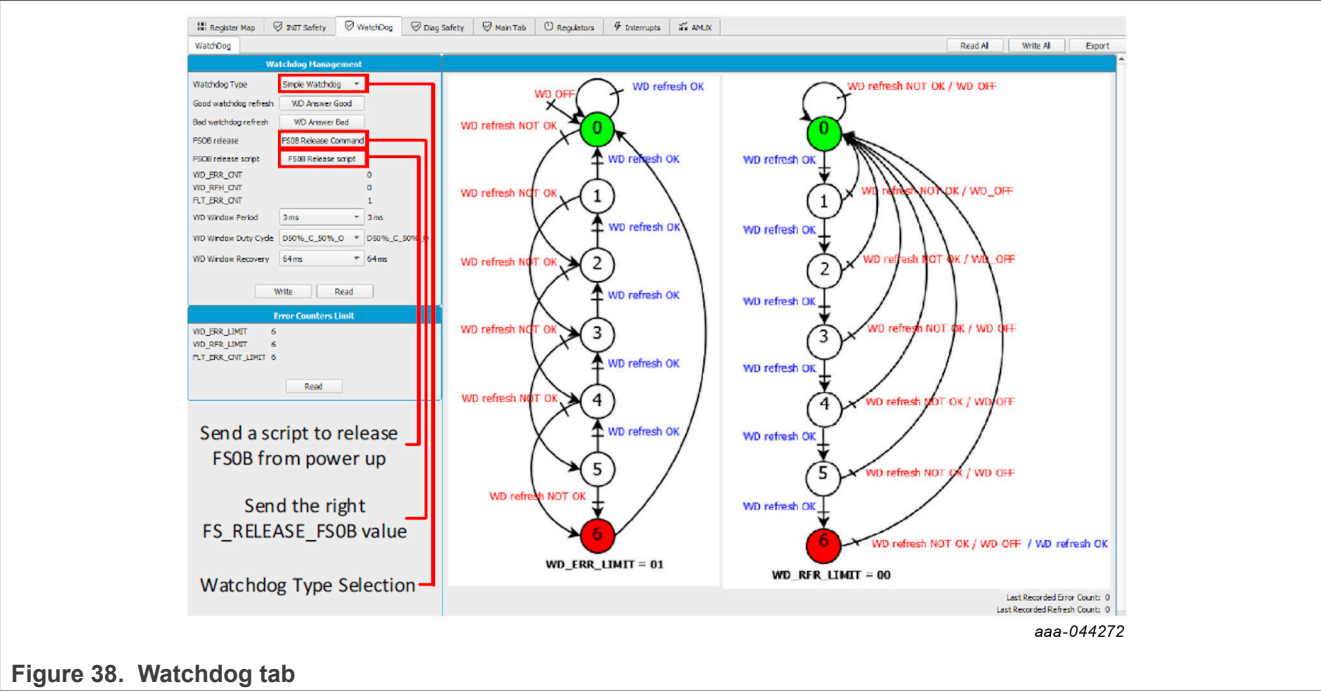 Register Map INIT Safety WatchDog Diag Safety Main Tab Regulators Interrupts AMUX
WatchDog Read All Write All Export
Watchdog Management
Watchdog Type Simple Watchdog
Good watchdog refresh WD Answer Good
Bad watchdog refresh WD Answer Bad
FS0B release FS0B Release Command
FS0B release script FS0B Release script
WD_ERR_CNT 0
WD_RFH_CNT 0
FLT_ERR_CNT 1
WD Window Period 3 ms 3 ms
WD Window Duty Cycle D50%_C_50%_O D50%_C_50%_O
WD Window Recovery 64 ms 64 ms
Write Read
Error Counters Limit
WD_ERR_LIMIT 6
WD_RFR_LIMIT 6
FLT_ERR_CNT_LIMIT 6
Read
Send a script to release
FS0B from power up
Send the right
FS_RELEASE_FS0B value
Watchdog Type Selection
WD OFF
WD refresh OK
0
WD refresh NOT OK
WD refresh OK
WD refresh NOT OK
1
WD refresh OK
WD refresh NOT OK
2
WD refresh OK
WD refresh NOT OK
3
WD refresh OK
WD refresh NOT OK
4
WD refresh OK
5
WD refresh NOT OK
6
WD_ERR_LIMIT = 01
WD refresh NOT OK / WD OFF
0
WD refresh OK
WD refresh NOT OK / WD_OFF
1
WD refresh OK
WD refresh NOT OK / WD_OFF
2
WD refresh OK
WD refresh NOT OK / WD OFF
3
WD refresh OK
WD refresh NOT OK / WD OFF
4
WD refresh OK
WD refresh NOT OK / WD OFF
5
WD refresh OK
WD refresh NOT OK / WD OFF / WD refresh OK
6
WD_RFR_LIMIT = 00
Last Recorded Error Count: 0
Last Recorded Refresh Count: 0
aaa-044272
Figure 38. Watchdog tab